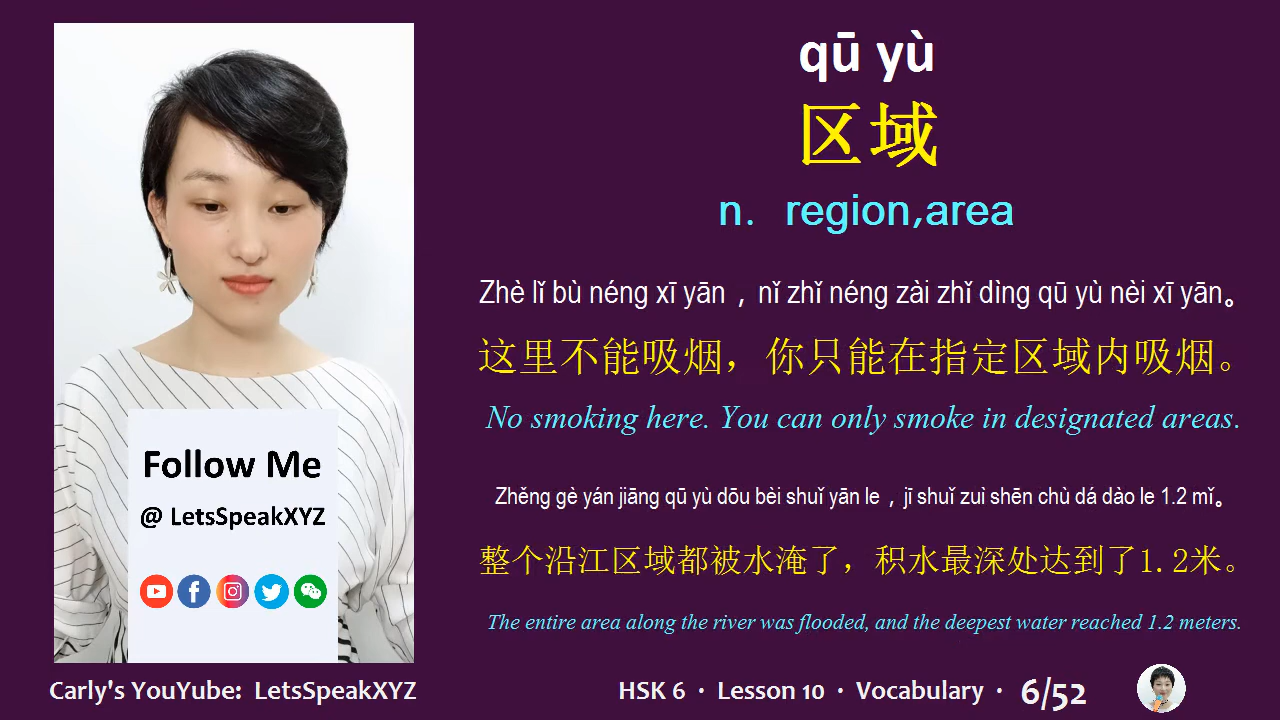 qū yù
区域
n. region,area
Zhè lǐ bù néng xī yān，nǐ zhǐ néng zài zhǐ dìng qū yù nèi xī yān。
这里不能吸烟，你只能在指定区域内吸烟。
No smoking here. You can only smoke in designated areas.
Zhěng gè yán jiāng qū yù dōu bèi shuǐ yān le，jī shuǐ zuì shēn chù dá dào le 1.2 mǐ。
整个沿江区域都被水淹了，积水最深处达到了1.2米。
The entire area along the river was flooded, and the deepest water reached 1.2 meters.
Follow Me
@ LetsSpeakXYZ
Carly's YouYube: LetsSpeakXYZ
HSK 6 · Lesson 10 · Vocabulary · 6/52